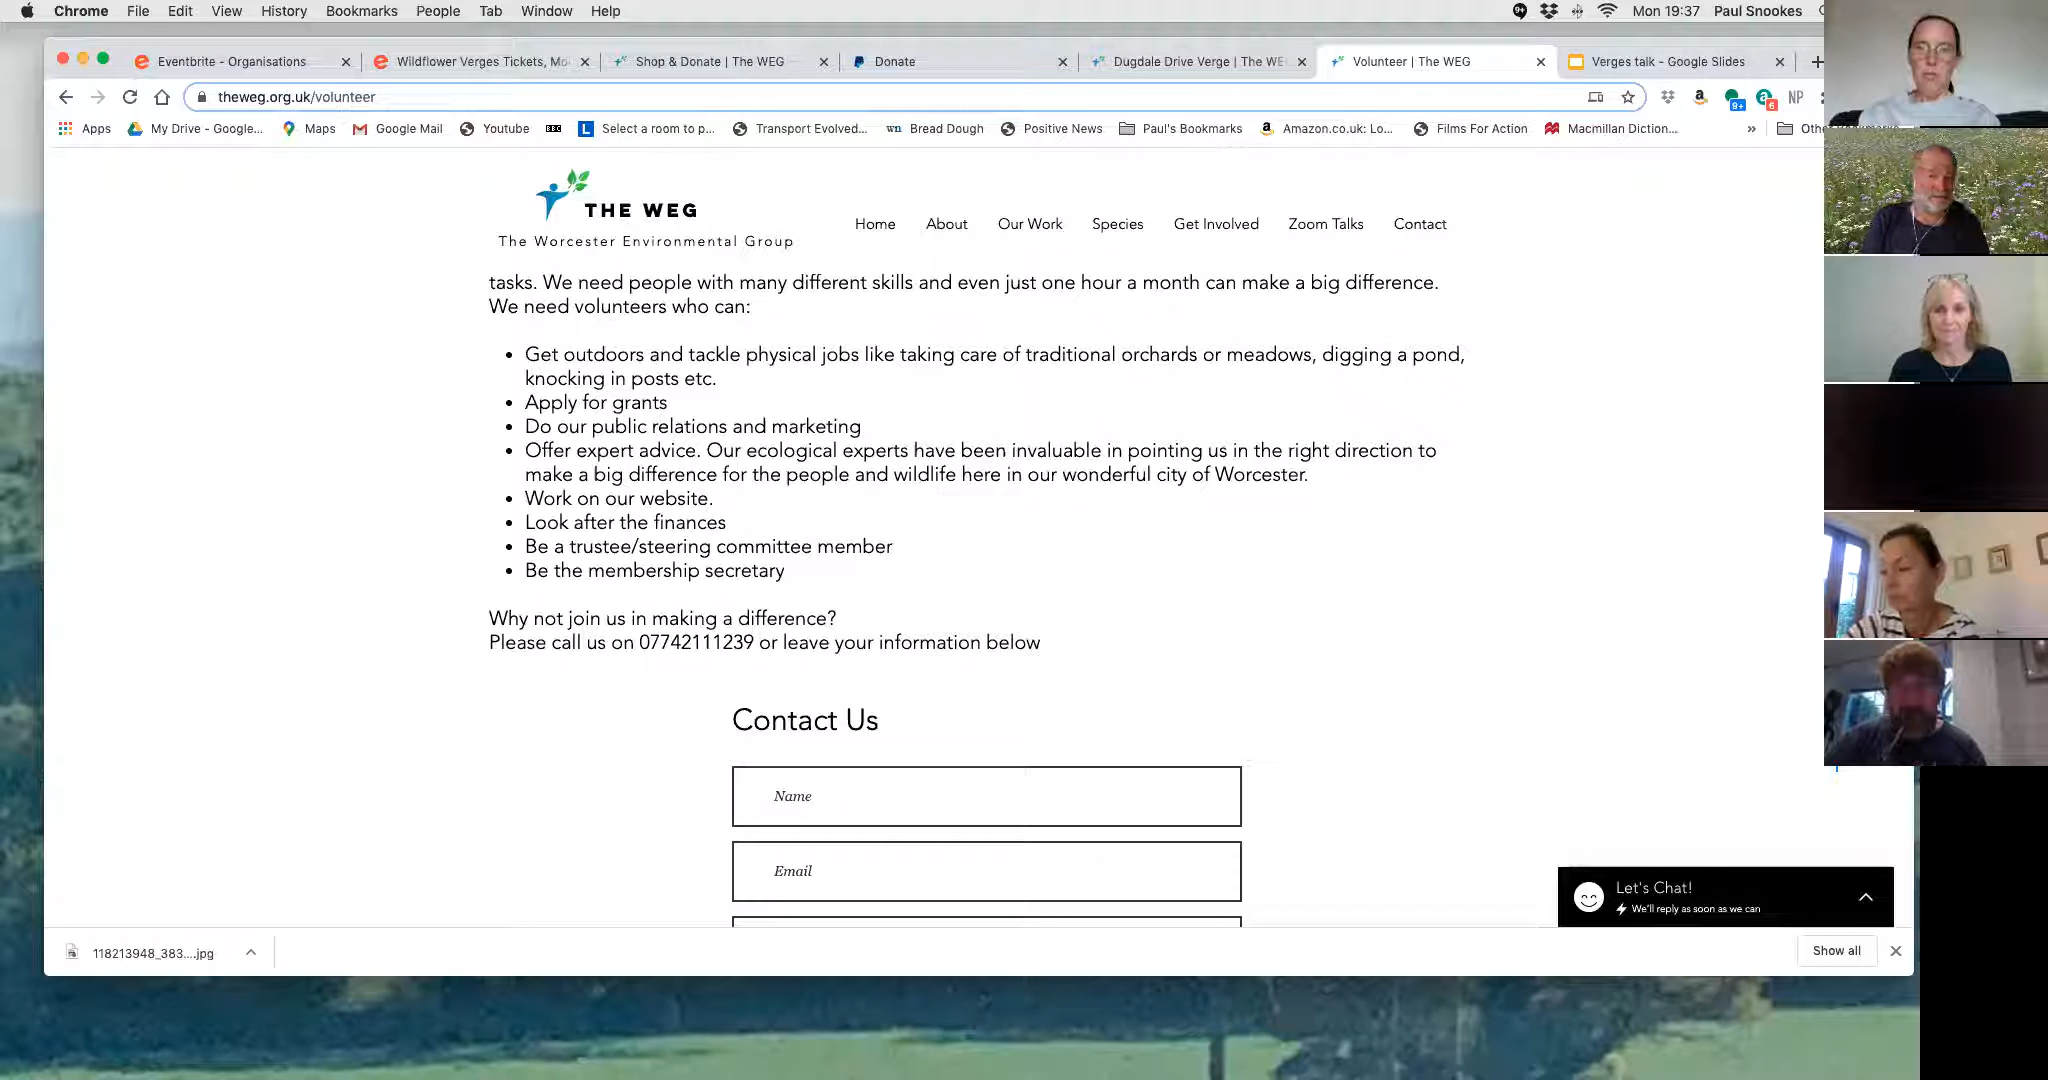 Chrome File Edit View History Bookmarks People Tab Window Help
9+ Mon 19:37 Paul Snookes
Eventbrite - Organisations
Wildflower Verges Tickets, Mo
Shop & Donate | The WEG
Donate
Dugdale Drive Verge | The WE
Volunteer | The WEG
Verges talk - Google Slides
theweg.org.uk/volunteer
9+ 6 NP
Apps My Drive - Google... Maps Google Mail Youtube BBC Select a room to p... Transport Evolved... wn Bread Dough Positive News Paul's Bookmarks Amazon.co.uk: Lo... Films For Action Macmillan Diction... »
THE WEG
The Worcester Environmental Group
Home About Our Work Species Get Involved Zoom Talks Contact
tasks. We need people with many different skills and even just one hour a month can make a big difference.
We need volunteers who can:
• Get outdoors and tackle physical jobs like taking care of traditional orchards or meadows, digging a pond,
knocking in posts etc.
• Apply for grants
• Do our public relations and marketing
• Offer expert advice. Our ecological experts have been invaluable in pointing us in the right direction to
make a big difference for the people and wildlife here in our wonderful city of Worcester.
• Work on our website.
• Look after the finances
• Be a trustee/steering committee member
• Be the membership secretary
Why not join us in making a difference?
Please call us on 07742111239 or leave your information below
Contact Us
Name
Email
Let's Chat!
We'll reply as soon as we can
118213948_383....jpg
Show all